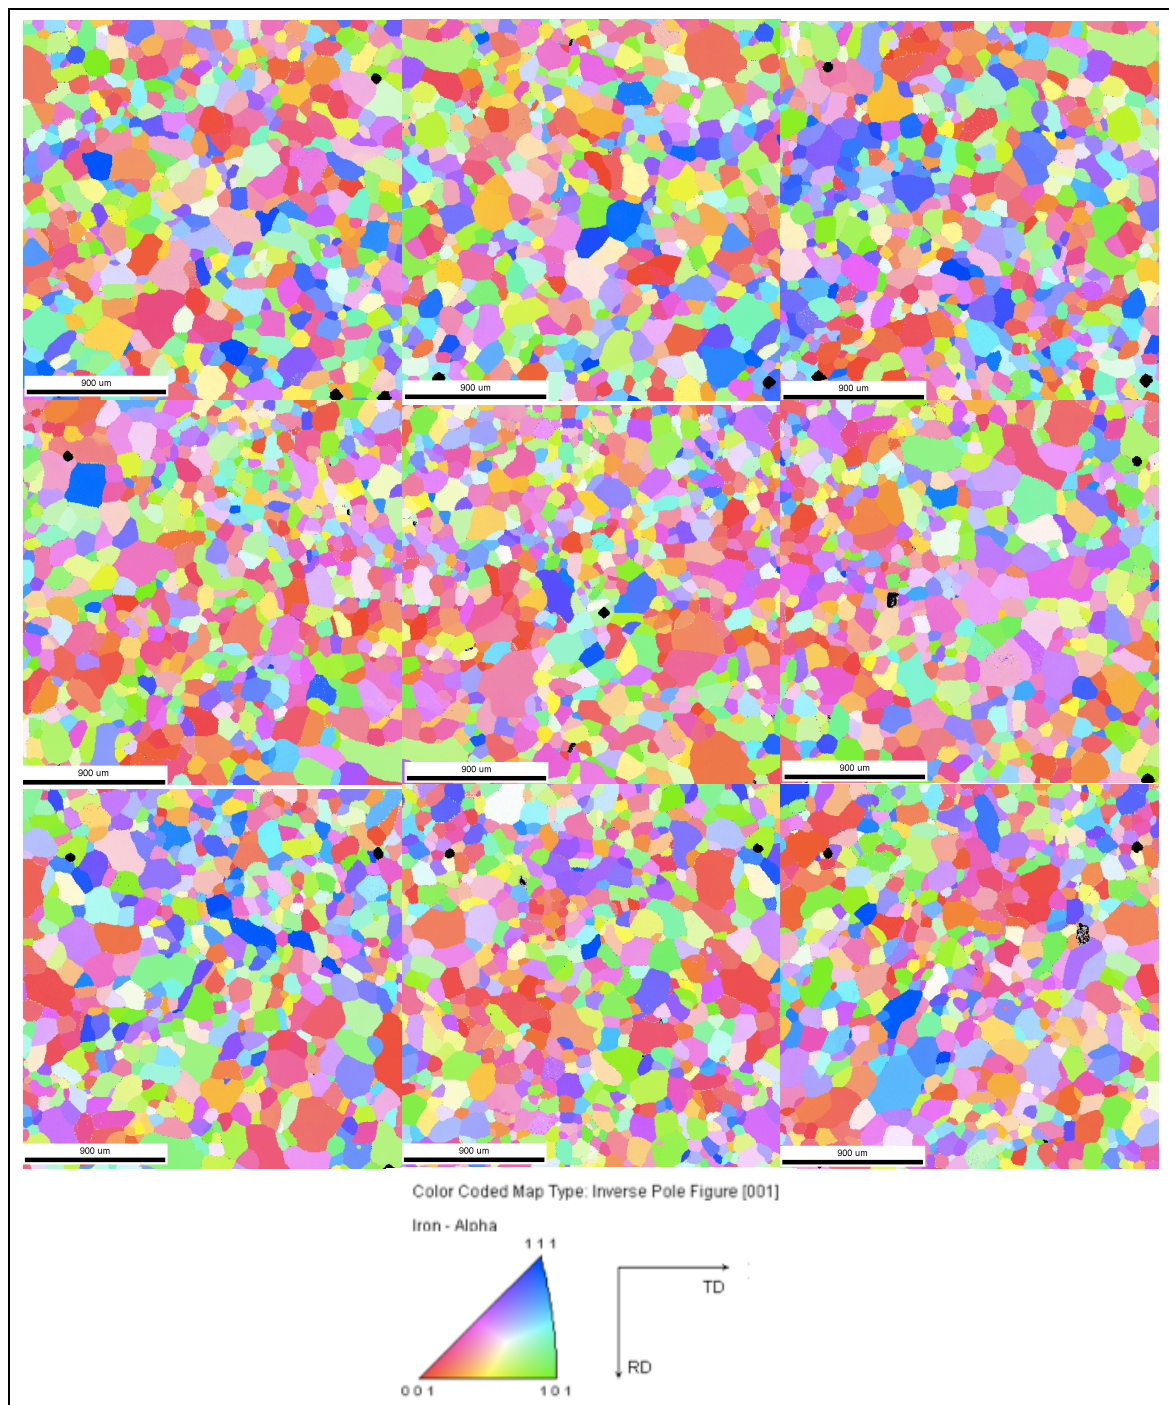 900 um
900 um
900 um
900 um
900 um
900 um
900 um
900 um
900 um
Color Coded Map Type: Inverse Pole Figure [001]
Iron - Alpha
1 1 1
TD
RD
0 0 1
1 0 1